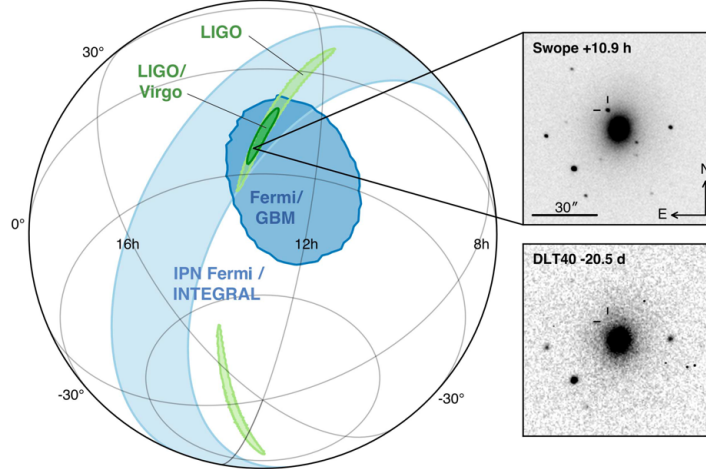 LIGO
30°
LIGO/
Virgo
Swope +10.9 h
N
30″
E
Fermi/
GBM
0°
16h
12h
8h
IPN Fermi /
INTEGRAL
DLT40 -20.5 d
-30°
-30°